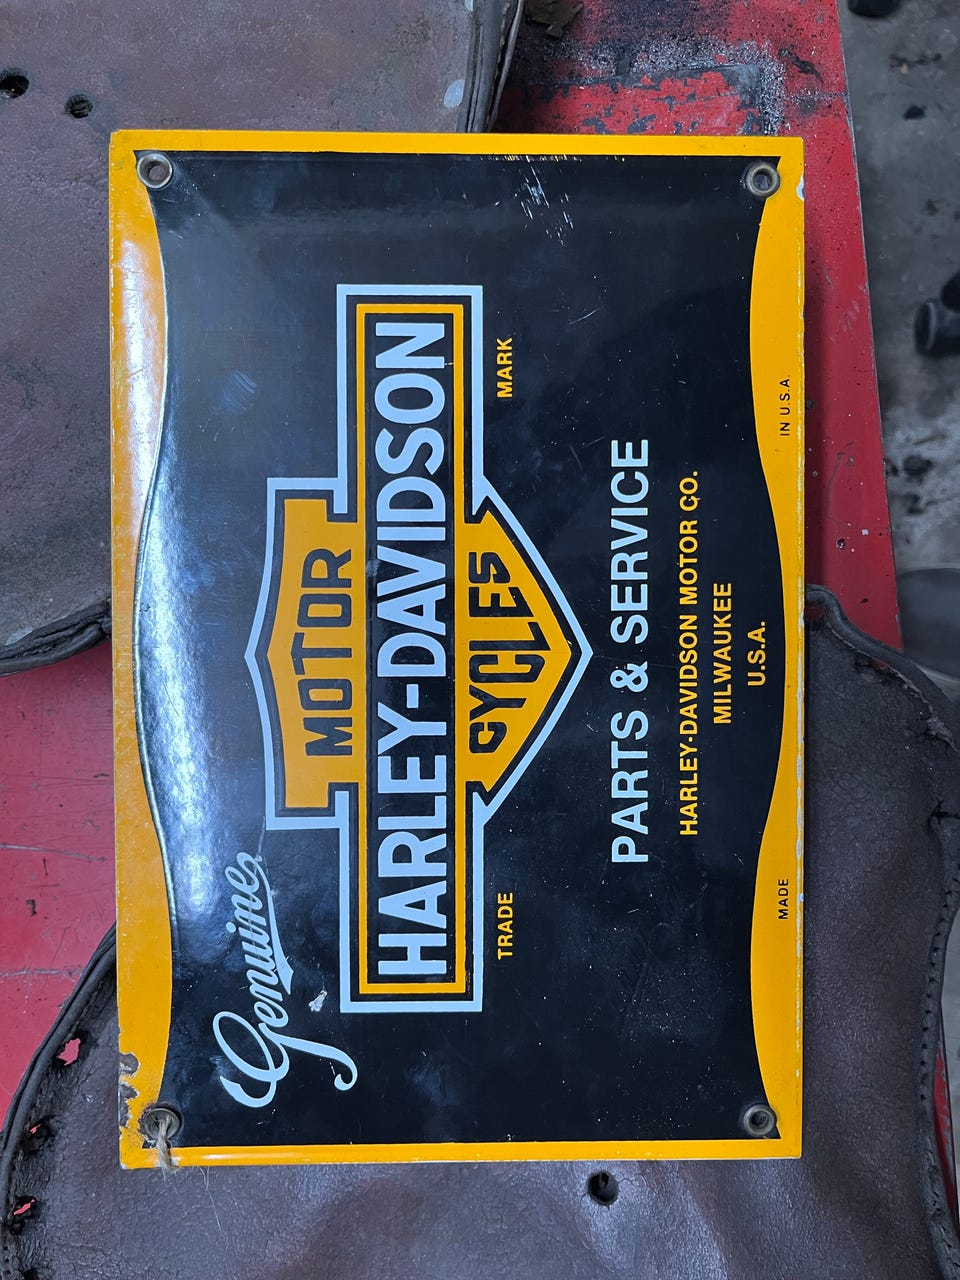 Genuine
MOTOR
HARLEY-DAVIDSON
CYCLES
TRADE MARK
PARTS & SERVICE
HARLEY-DAVIDSON MOTOR CO.
MILWAUKEE
U.S.A.
MADE IN U.S.A.